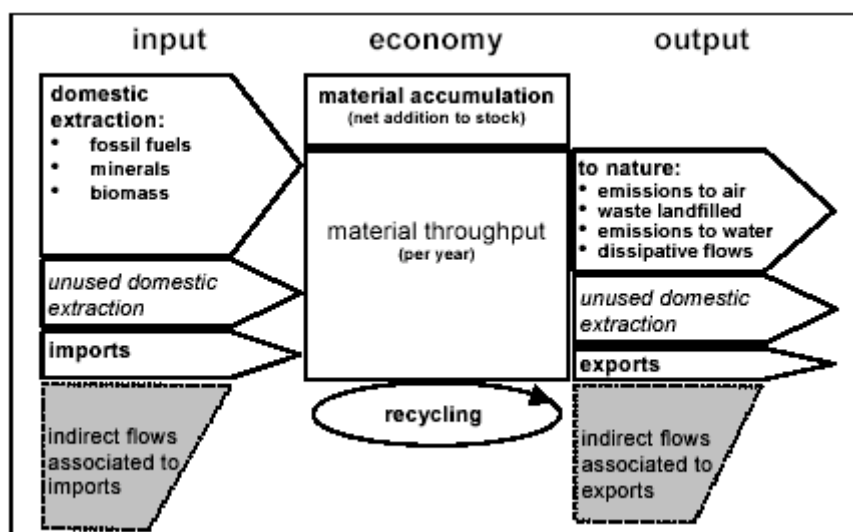 input
economy
output
domestic
extraction:
• fossil fuels
• minerals
• biomass
unused domestic
extraction
imports
indirect flows
associated to
imports
material accumulation
(net addition to stock)
material throughput
(per year)
recycling
to nature:
• emissions to air
• waste landfilled
• emissions to water
• dissipative flows
unused domestic
extraction
exports
indirect flows
associated to
exports